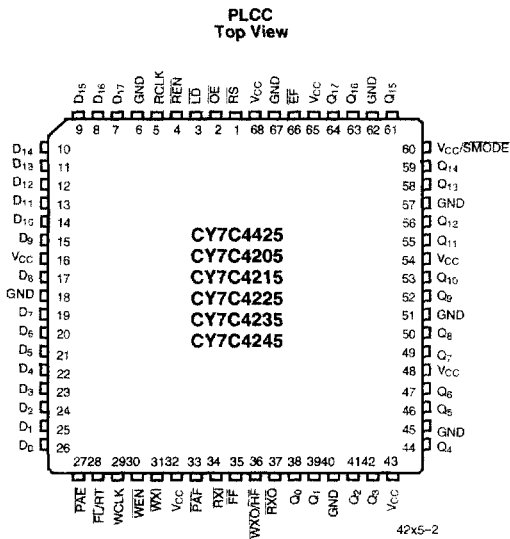 PLCC
Top View
D15 D16 D17 GND RCLK REN LD OE RS VCC GND EF VCC Q17 Q16 GND Q15
9 8 7 6 5 4 3 2 1 68 67 66 65 64 63 62 61
D14 10 60 VCC/SMODE
D13 11 59 Q14
D12 12 58 Q13
D11 13 57 GND
D10 14 56 Q12
D9 15 55 Q11
VCC 16 54 VCC
D8 17 53 Q10
GND 18 52 Q9
D7 19 51 GND
D6 20 50 Q8
D5 21 49 Q7
D4 22 48 VCC
D3 23 47 Q6
D2 24 46 Q5
D1 25 45 GND
D0 26 44 Q4
CY7C4425
CY7C4205
CY7C4215
CY7C4225
CY7C4235
CY7C4245
27 28 29 30 31 32 33 34 35 36 37 38 39 40 41 42 43
PAE FL/RT WCLK WEN WXI VCC PAF RXI FF WXO/HF RXO Q0 Q1 GND Q2 Q3 VCC
42x5-2